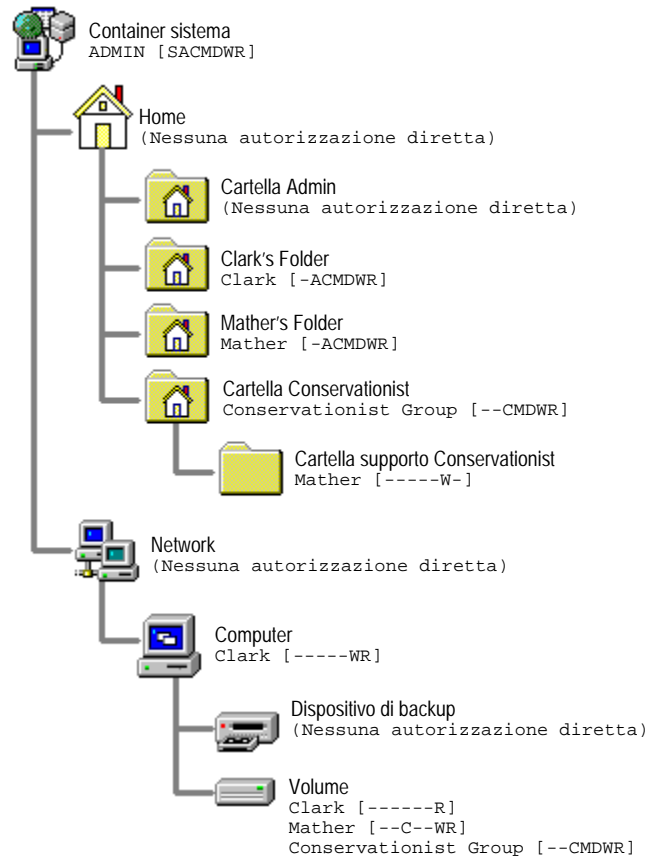 Container sistema
ADMIN [SACMDWR]
Home
(Nessuna autorizzazione diretta)
Cartella Admin
(Nessuna autorizzazione diretta)
Clark's Folder
Clark [-ACMDWR]
Mather's Folder
Mather [-ACMDWR]
Cartella Conservationist
Conservationist Group [--CMDWR]
Cartella supporto Conservationist
Mather [-----W-]
Network
(Nessuna autorizzazione diretta)
Computer
Clark [-----WR]
Dispositivo di backup
(Nessuna autorizzazione diretta)
Volume
Clark [------R]
Mather [--C--WR]
Conservationist Group [--CMDWR]